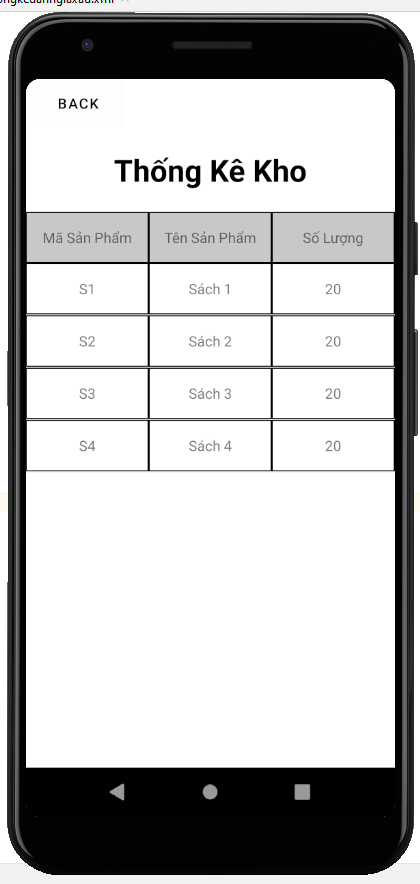 BACK
Thống Kê Kho
Mã Sản Phẩm Tên Sản Phẩm Số Lượng
S1 Sách 1 20
S2 Sách 2 20
S3 Sách 3 20
S4 Sách 4 20